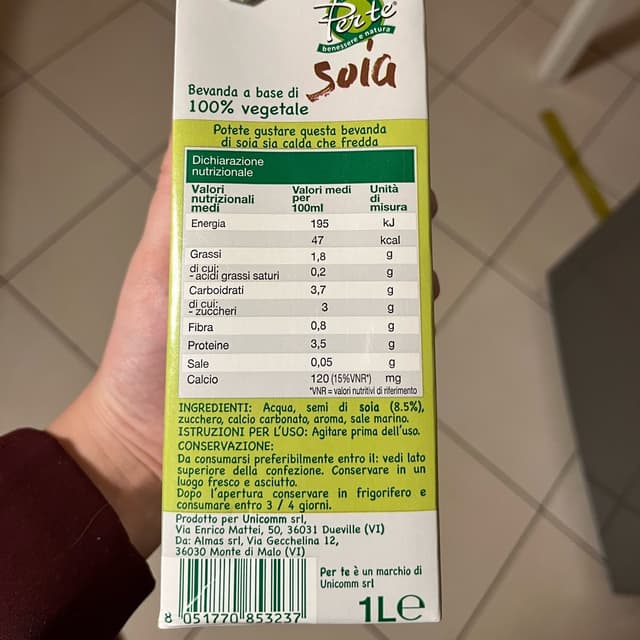 Per te
benessere e natura
soia
Bevanda a base di
100% vegetale
Potete gustare questa bevanda
di soia sia calda che fredda
Dichiarazione
nutrizionale
Valori nutrizionali medi Valori medi per 100ml Unità di misura
Energia 195 kJ
47 kcal
Grassi 1,8 g
di cui:
- acidi grassi saturi 0,2 g
Carboidrati 3,7 g
di cui:
- zuccheri 3 g
Fibra 0,8 g
Proteine 3,5 g
Sale 0,05 g
Calcio 120 (15%VNR*) mg
*VNR = valori nutritivi di riferimento
INGREDIENTI: Acqua, semi di soia (8.5%),
zucchero, calcio carbonato, aroma, sale marino.
ISTRUZIONI PER L'USO: Agitare prima dell'uso.
CONSERVAZIONE:
Da consumarsi preferibilmente entro il: vedi lato
superiore della confezione. Conservare in un
luogo fresco e asciutto.
Dopo l'apertura conservare in frigorifero e
consumare entro 3 / 4 giorni.
Prodotto per Unicomm srl,
Via Enrico Mattei, 50, 36031 Dueville (VI)
Da: Almas srl, Via Gecchelina 12,
36030 Monte di Malo (VI)
Per te è un marchio di
Unicomm srl
8 051770 853237
1L℮